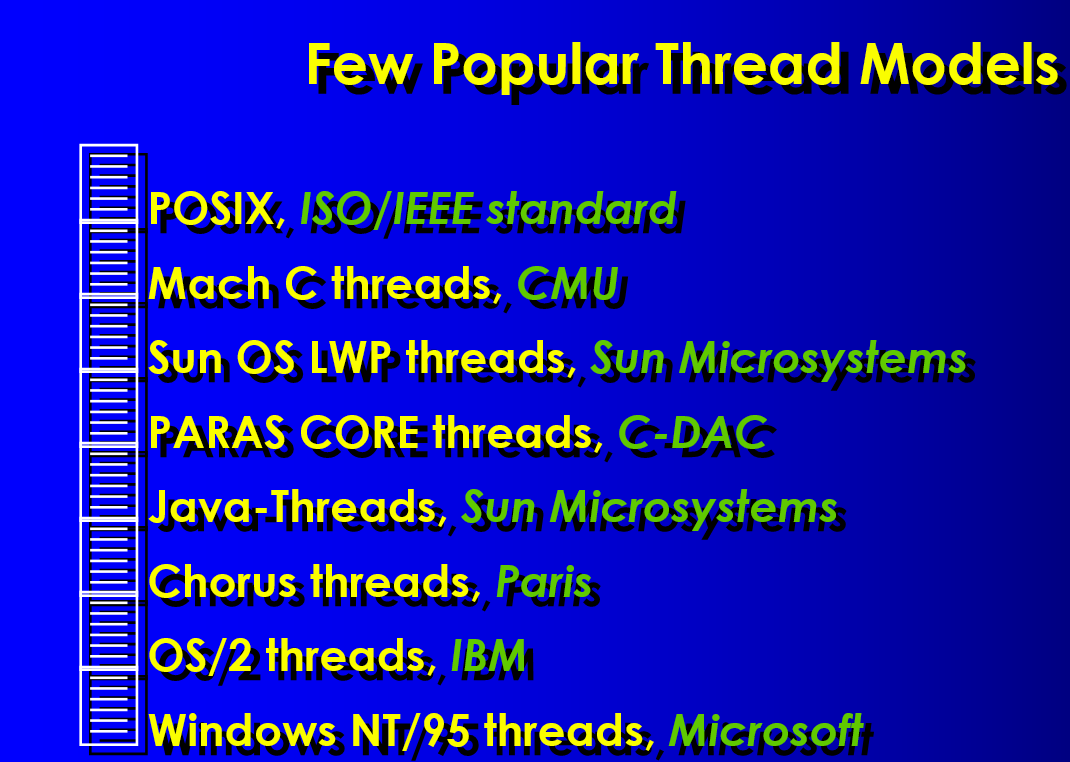 Few Popular Thread Models
POSIX, ISO/IEEE standard
Mach C threads, CMU
Sun OS LWP threads, Sun Microsystems
PARAS CORE threads, C-DAC
Java-Threads, Sun Microsystems
Chorus threads, Paris
OS/2 threads, IBM
Windows NT/95 threads, Microsoft